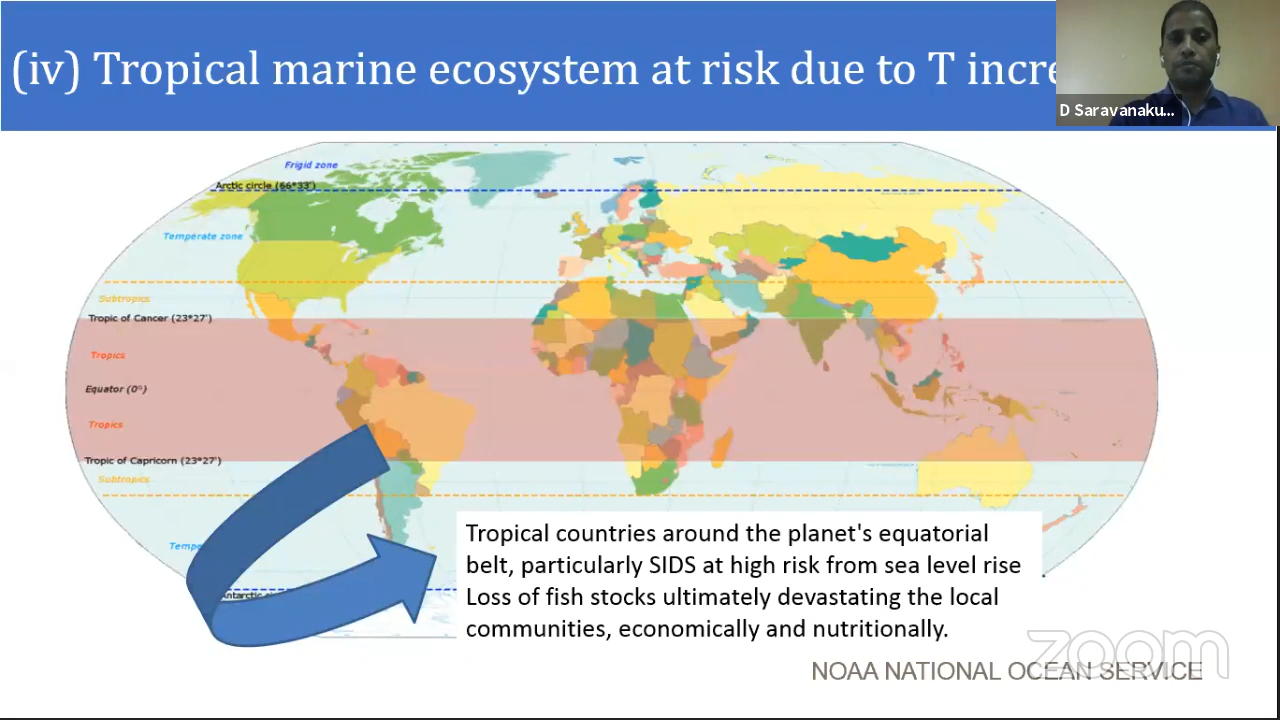 (iv) Tropical marine ecosystem at risk due to T incre
D Saravanaku...
Frigid zone
Arctic circle (66°33')
Temperate zone
Subtropics
Tropic of Cancer (23°27')
Tropics
Equator (0°)
Tropics
Tropic of Capricorn (23°27')
Subtropics
Tempe
Antarctic
Tropical countries around the planet's equatorial
belt, particularly SIDS at high risk from sea level rise
Loss of fish stocks ultimately devastating the local
communities, economically and nutritionally.
zoom
NOAA NATIONAL OCEAN SERVICE